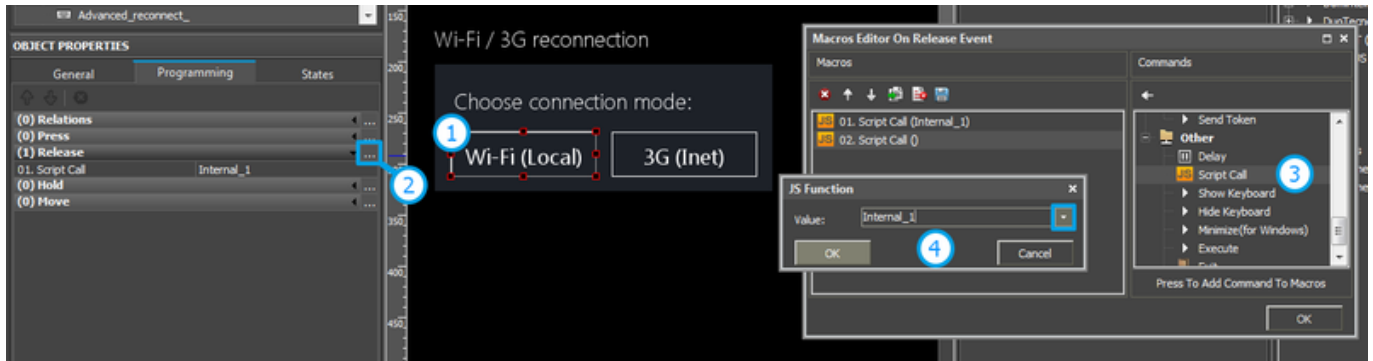 Advanced_reconnect_
OBJECT PROPERTIES
General Programming States
(0) Relations ...
(0) Press ...
(1) Release ...
01. Script Call Internal_1
(0) Hold ...
(0) Move ...
2
150
200
250
350
400
450
Wi-Fi / 3G reconnection
Choose connection mode:
1
Wi-Fi (Local) 3G (Inet)
Macros Editor On Release Event
Macros
JS 01. Script Call (Internal_1)
JS 02. Script Call ()
JS Function
Value: Internal_1
OK 4 Cancel
Commands
Send Token
Other
Delay
JS Script Call 3
Show Keyboard
Hide Keyboard
Minimize(for Windows)
Execute
Press To Add Command To Macros
OK